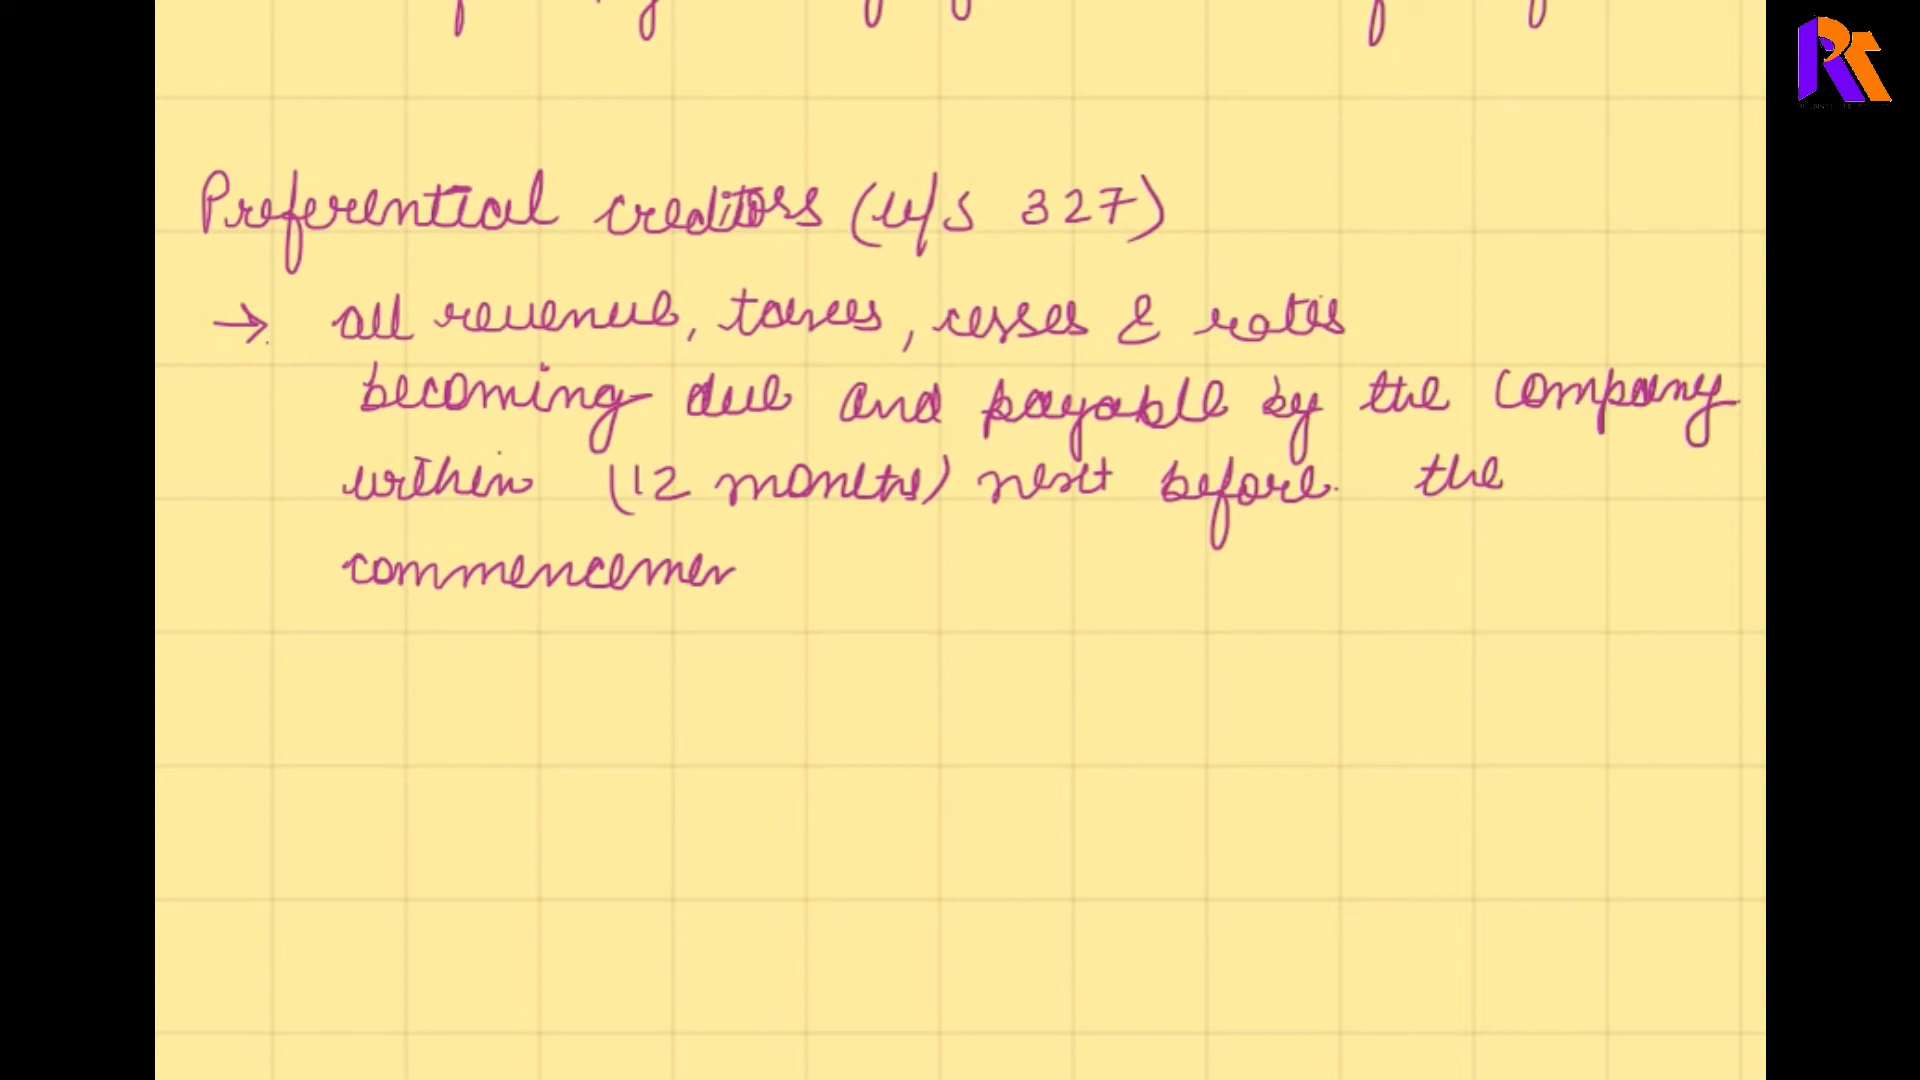 Preferential creditors (u/s 327)
→ all revenue, taxes, cesses & rates
becoming due and payable by the company
within (12 months) next before the
commencemen